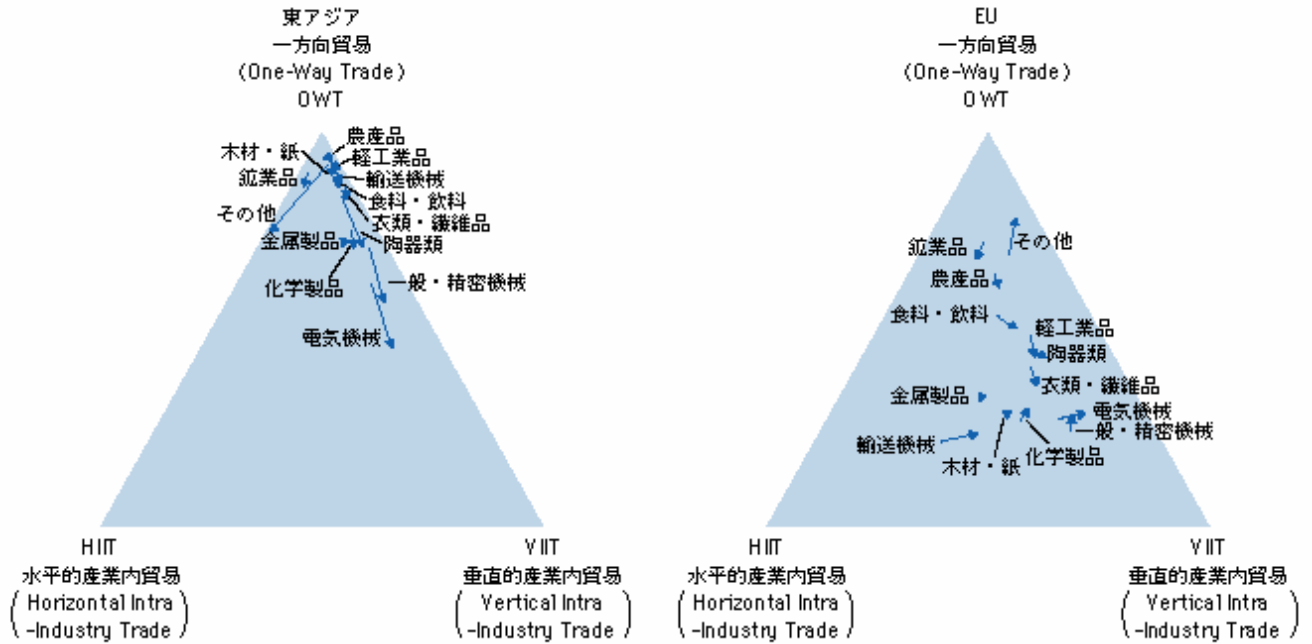 東アジア
一方向貿易
(One-Way Trade)
OWT
農産品
木材・紙
軽工業品
輸送機械
鉱業品
食料・飲料
その他
衣類・繊維品
金属製品
陶器類
化学製品
一般・精密機械
電気機械
HIIT
水平的産業内貿易
(Horizontal Intra
-Industry Trade)
VIIT
垂直的産業内貿易
(Vertical Intra
-Industry Trade)
EU
一方向貿易
(One-Way Trade)
OWT
鉱業品
その他
農産品
食料・飲料
軽工業品
陶器類
衣類・繊維品
金属製品
電気機械
一般・精密機械
輸送機械
化学製品
木材・紙
HIIT
水平的産業内貿易
(Horizontal Intra
-Industry Trade)
VIIT
垂直的産業内貿易
(Vertical Intra
-Industry Trade)